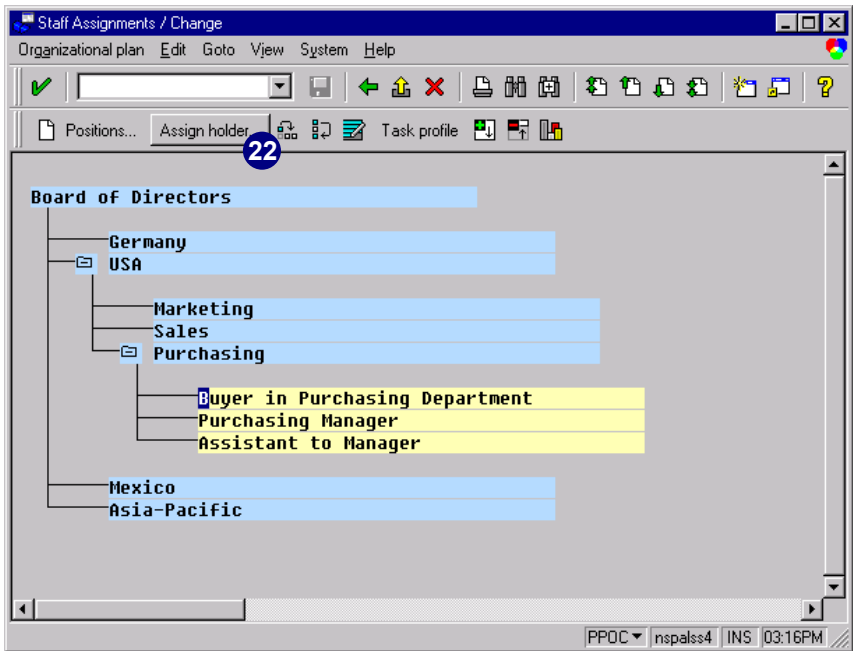 Staff Assignments / Change
Organizational plan Edit Goto View System Help
Positions... Assign holder... Task profile
22
Board of Directors
Germany
USA
Marketing
Sales
Purchasing
Buyer in Purchasing Department
Purchasing Manager
Assistant to Manager
Mexico
Asia-Pacific
PPOC nspalss4 INS 03:16PM